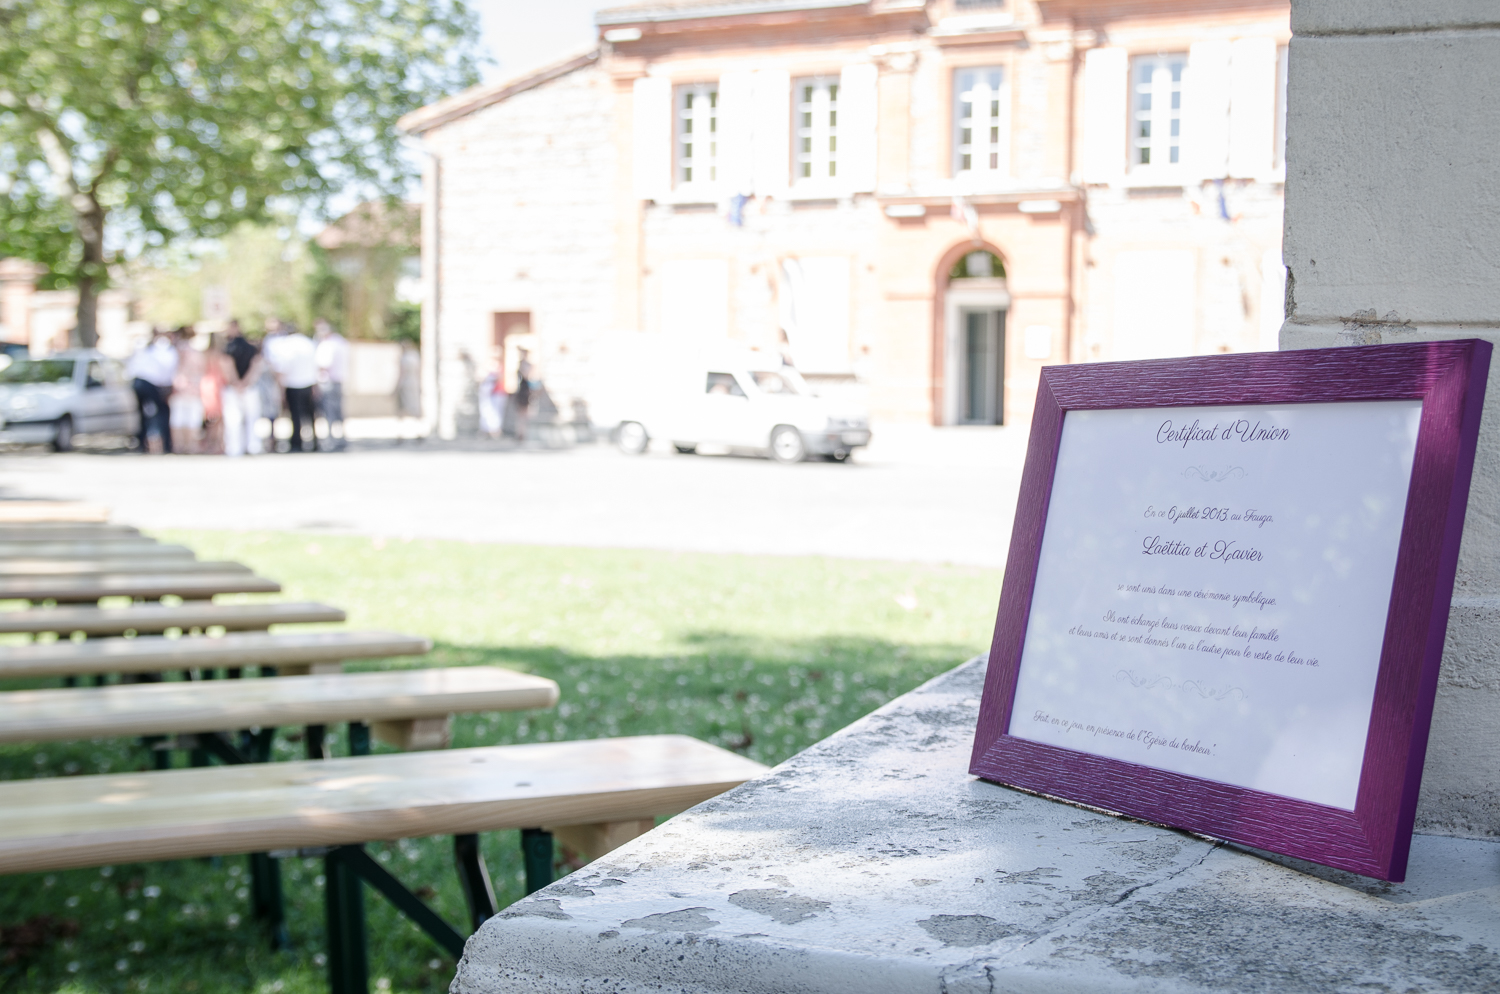 Certificat d'Union
En ce 6 juillet 2013, au Fauga,
Laëtitia et Xavier
se sont unis dans une cérémonie symbolique.
Ils ont échangé leurs voeux devant leur famille
et leurs amis et se sont donnés l'un à l'autre pour le reste de leur vie.
Fait, en ce jour, en présence de l'"Egérie du bonheur".